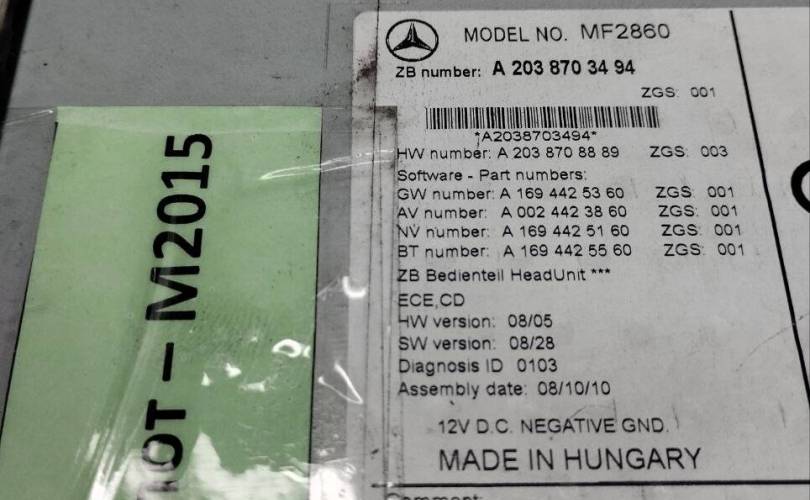 MODEL NO. MF2860
ZB number: A 203 870 34 94
ZGS: 001
*A2038703494*
HW number: A 203 870 88 89 ZGS: 003
Software - Part numbers:
GW number: A 169 442 53 60 ZGS: 001
AV number: A 002 442 38 60 ZGS: 001
NV number: A 169 442 51 60 ZGS: 001
BT number: A 169 442 55 60 ZGS: 001
ZB Bedienteil HeadUnit ***
ECE,CD
HW version: 08/05
SW version: 08/28
Diagnosis ID 0103
Assembly date: 08/10/10
12V D.C. NEGATIVE GND.
MADE IN HUNGARY
Comment:
– M2015